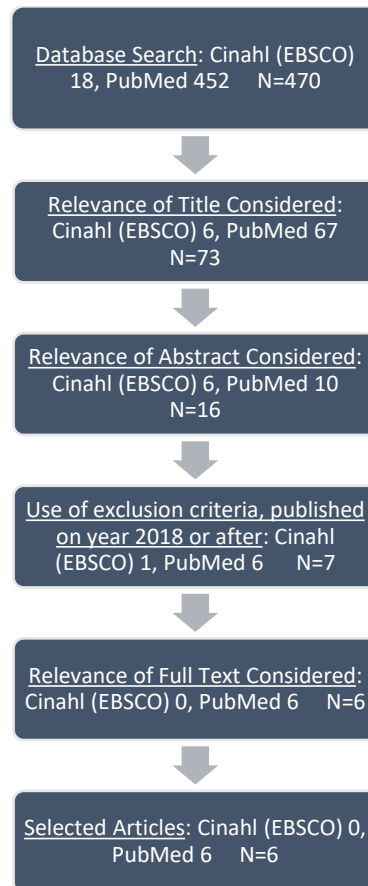 Database Search: Cinahl (EBSCO)
18, PubMed 452 N=470
Relevance of Title Considered:
Cinahl (EBSCO) 6, PubMed 67
N=73
Relevance of Abstract Considered:
Cinahl (EBSCO) 6, PubMed 10
N=16
Use of exclusion criteria, published
on year 2018 or after: Cinahl
(EBSCO) 1, PubMed 6 N=7
Relevance of Full Text Considered:
Cinahl (EBSCO) 0, PubMed 6 N=6
Selected Articles: Cinahl (EBSCO) 0,
PubMed 6 N=6